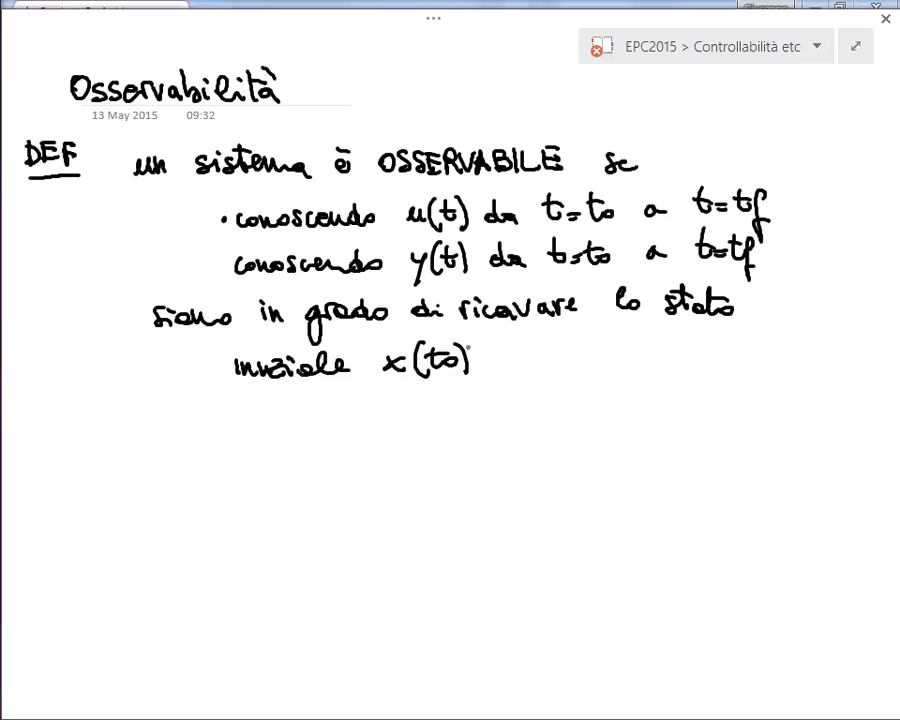 EPC2015 > Controllabilità etc
Osservabilità
13 May 2015 09:32
DEF un sistema è OSSERVABILE se
• conoscendo u(t) da t=to a t=tf
conoscendo y(t) da t=to a t=tf
siamo in grado di ricavare lo stato
iniziale x(to)